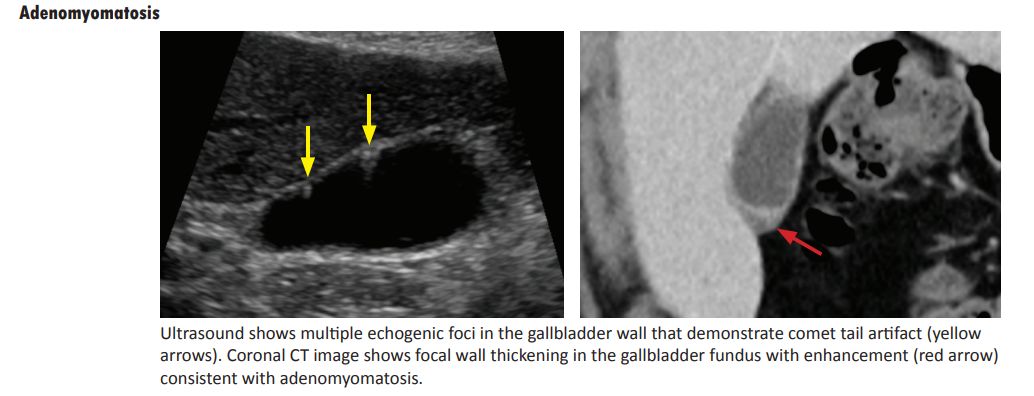 Adenomyomatosis
Ultrasound shows multiple echogenic foci in the gallbladder wall that demonstrate comet tail artifact (yellow
arrows). Coronal CT image shows focal wall thickening in the gallbladder fundus with enhancement (red arrow)
consistent with adenomyomatosis.